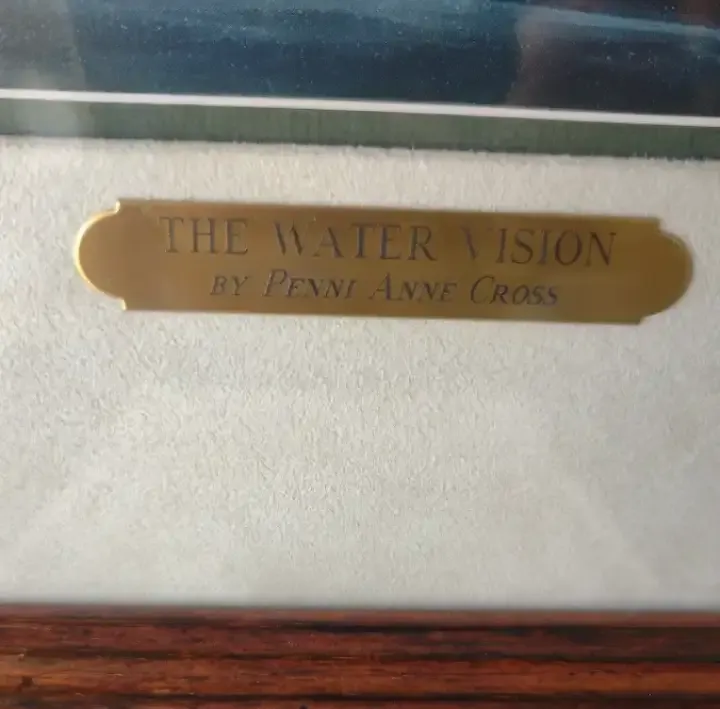 THE WATER VISION
BY PENNI ANNE CROSS